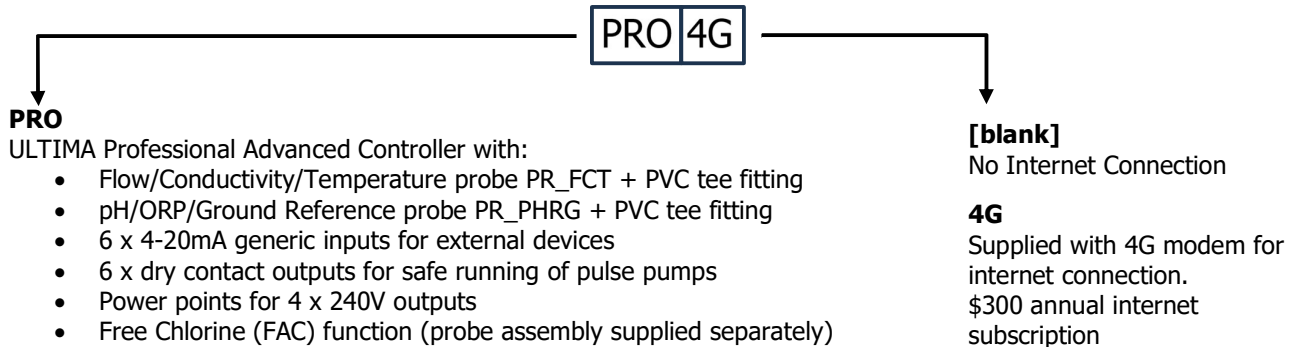 PRO 4G
PRO
ULTIMA Professional Advanced Controller with:
• Flow/Conductivity/Temperature probe PR_FCT + PVC tee fitting
• pH/ORP/Ground Reference probe PR_PHRG + PVC tee fitting
• 6 x 4-20mA generic inputs for external devices
• 6 x dry contact outputs for safe running of pulse pumps
• Power points for 4 x 240V outputs
• Free Chlorine (FAC) function (probe assembly supplied separately)
[blank]
No Internet Connection
4G
Supplied with 4G modem for
internet connection.
$300 annual internet
subscription